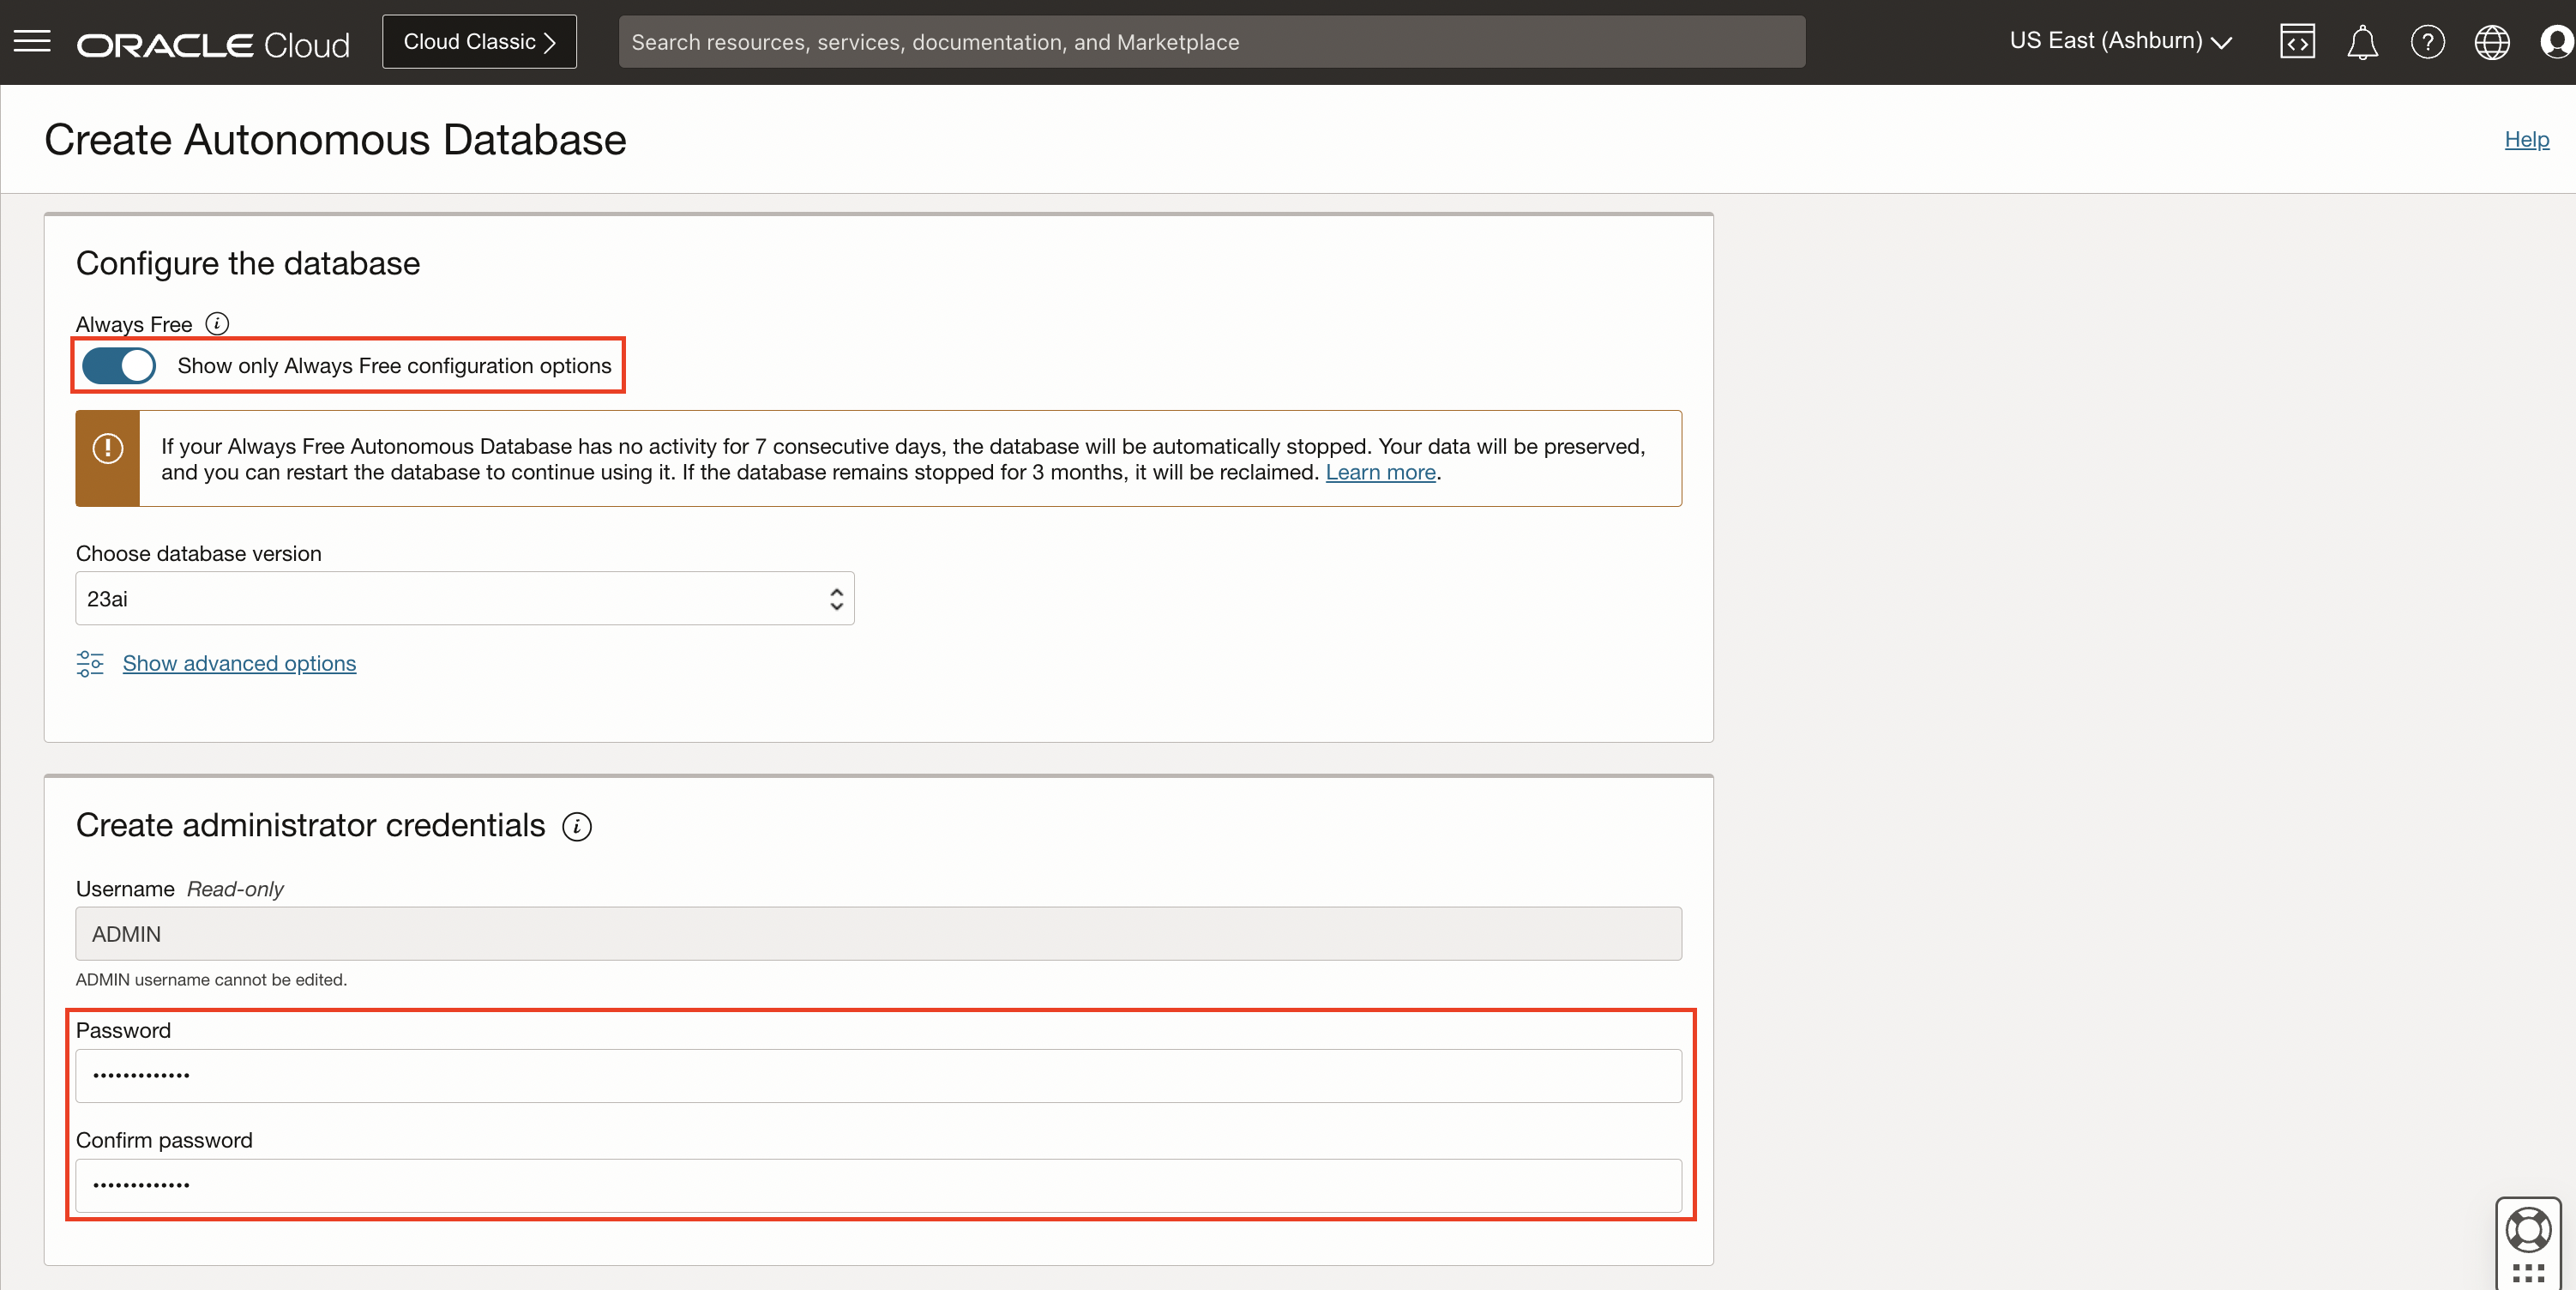 ORACLE Cloud
Cloud Classic
Search resources, services, documentation, and Marketplace
US East (Ashburn)
Create Autonomous Database
Help
Configure the database
Always Free
Show only Always Free configuration options
If your Always Free Autonomous Database has no activity for 7 consecutive days, the database will be automatically stopped. Your data will be preserved,
and you can restart the database to continue using it. If the database remains stopped for 3 months, it will be reclaimed. Learn more.
Choose database version
23ai
Show advanced options
Create administrator credentials
Username Read-only
ADMIN
ADMIN username cannot be edited.
Password
•••••••••••••
Confirm password
•••••••••••••